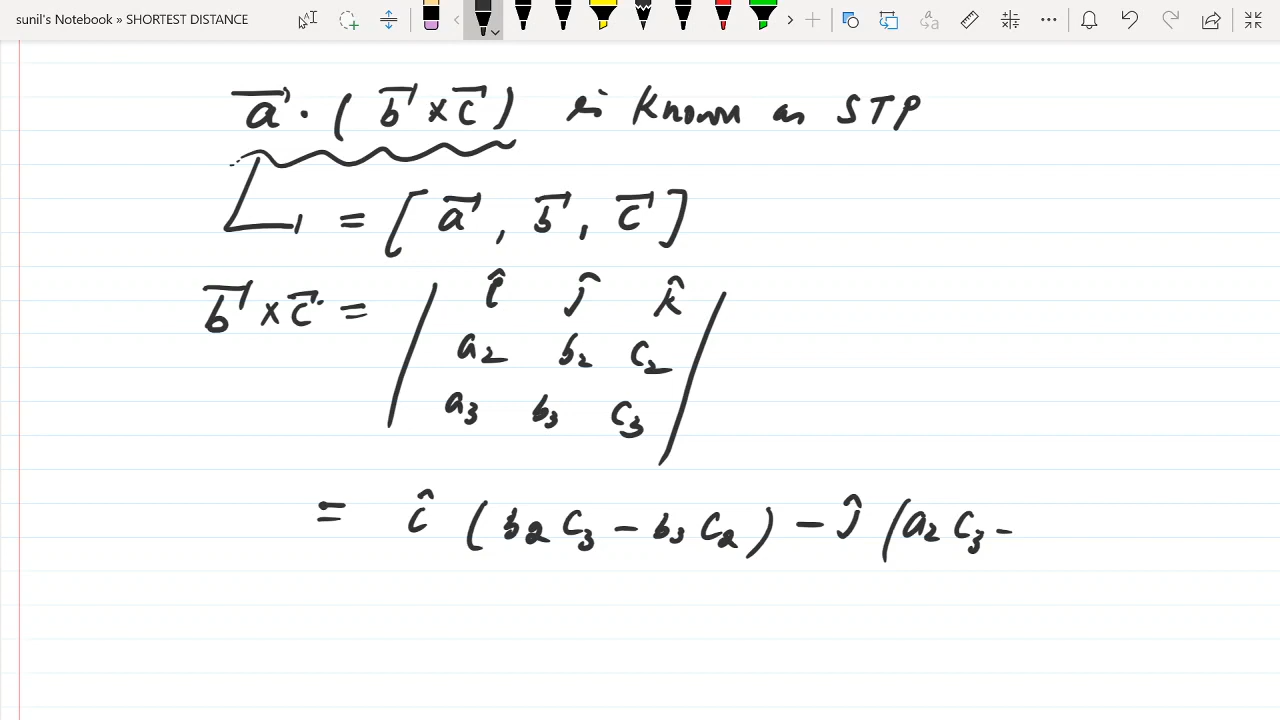 sunil's Notebook » SHORTEST DISTANCE
a⃗ · ( b⃗ × c⃗ ) is known as STP
= [ a⃗ , b⃗ , c⃗ ]
b⃗ × c⃗ = | î ĵ k̂
a2 b2 c2
a3 b3 c3 |
= î ( b2 c3 – b3 c2 ) – ĵ ( a2 c3 –